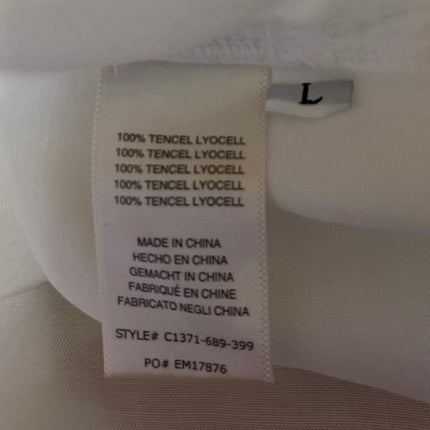 L
100% TENCEL LYOCELL
100% TENCEL LYOCELL
100% TENCEL LYOCELL
100% TENCEL LYOCELL
100% TENCEL LYOCELL
MADE IN CHINA
HECHO EN CHINA
GEMACHT IN CHINA
FABRIQUÉ EN CHINE
FABRICATO NEGLI CHINA
STYLE# C1371-689-399
PO# EM17876